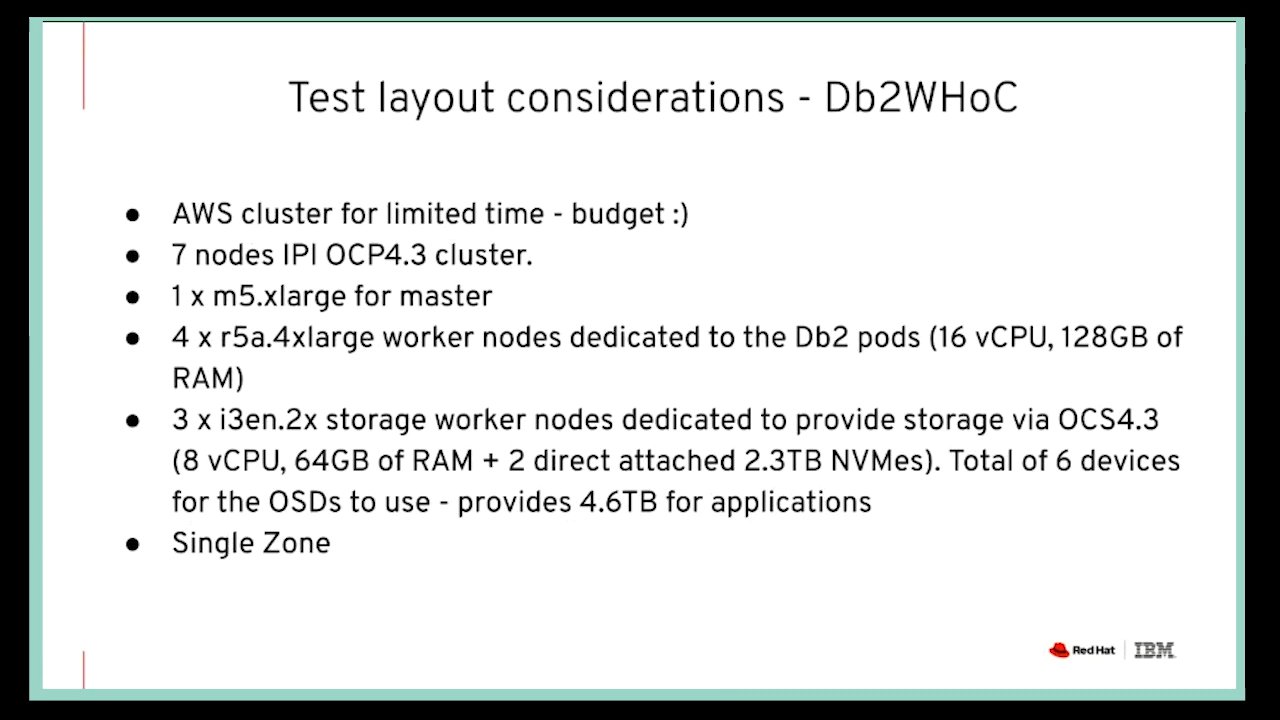 Test layout considerations - Db2WHoC
● AWS cluster for limited time - budget :)
● 7 nodes IPI OCP4.3 cluster.
● 1 x m5.xlarge for master
● 4 x r5a.4xlarge worker nodes dedicated to the Db2 pods (16 vCPU, 128GB of
RAM)
● 3 x i3en.2x storage worker nodes dedicated to provide storage via OCS4.3
(8 vCPU, 64GB of RAM + 2 direct attached 2.3TB NVMes). Total of 6 devices
for the OSDs to use - provides 4.6TB for applications
● Single Zone
Red Hat | IBM